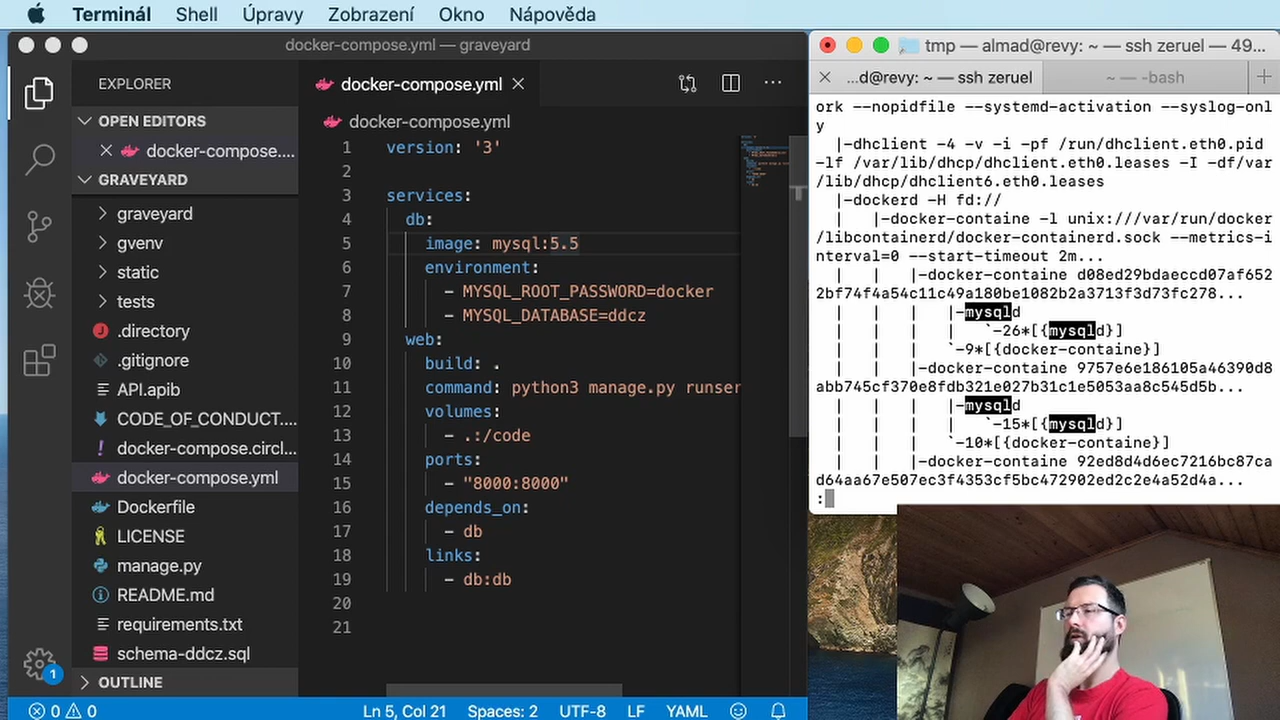 Terminál Shell Úpravy Zobrazení Okno Nápověda
docker-compose.yml — graveyard
EXPLORER
OPEN EDITORS
docker-compose....
GRAVEYARD
graveyard
gvenv
static
tests
.directory
.gitignore
API.apib
CODE_OF_CONDUCT....
docker-compose.circl...
docker-compose.yml
Dockerfile
LICENSE
manage.py
README.md
requirements.txt
schema-ddcz.sql
OUTLINE
docker-compose.yml
docker-compose.yml
1 version: '3'
2
3 services:
4 db:
5 image: mysql:5.5
6 environment:
7 - MYSQL_ROOT_PASSWORD=docker
8 - MYSQL_DATABASE=ddcz
9 web:
10 build: .
11 command: python3 manage.py runser
12 volumes:
13 - .:/code
14 ports:
15 - "8000:8000"
16 depends_on:
17 - db
18 links:
19 - db:db
20
21
1
0 0
Ln 5, Col 21 Spaces: 2 UTF-8 LF YAML
tmp — almad@revy: ~ — ssh zeruel — 49...
...d@revy: ~ — ssh zeruel ~ — -bash
ork --nopidfile --systemd-activation --syslog-onl
y
|-dhclient -4 -v -i -pf /run/dhclient.eth0.pid
-lf /var/lib/dhcp/dhclient.eth0.leases -I -df/var
/lib/dhcp/dhclient6.eth0.leases
|-dockerd -H fd://
| |-docker-containe -l unix:///var/run/docker
/libcontainerd/docker-containerd.sock --metrics-i
nterval=0 --start-timeout 2m...
| | |-docker-containe d08ed29bdaeccd07af652
2bf74f4a54c11c49a180be1082b2a3713f3d73fc278...
| | | |-mysqld
| | | | `-26*[{mysqld}]
| | | `-9*[{docker-containe}]
| | |-docker-containe 9757e6e186105a46390d8
abb745cf370e8fdb321e027b31c1e5053aa8c545d5b...
| | | |-mysqld
| | | | `-15*[{mysqld}]
| | | `-10*[{docker-containe}]
| | |-docker-containe 92ed8d4d6ec7216bc87ca
d64aa67e507ec3f4353cf5bc472902ed2c2e4a52d4a...
: